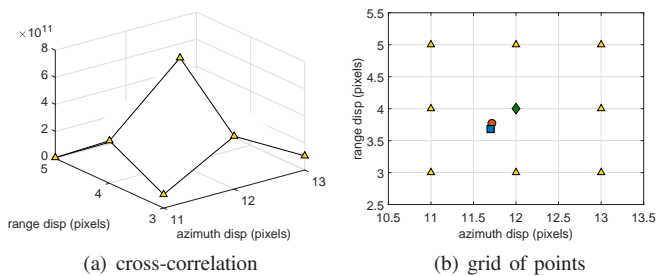 ×10¹¹
8
6
4
2
0
5
4
3
11
12
13
range disp (pixels)
azimuth disp (pixels)
(a) cross-correlation
5.5
5
4.5
4
3.5
3
2.5
10.5 11 11.5 12 12.5 13 13.5
range disp (pixels)
azimuth disp (pixels)
(b) grid of points